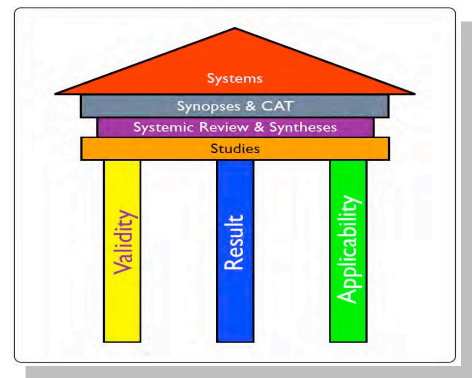 Systems
Synopses & CAT
Systemic Review & Syntheses
Studies
Validity
Result
Applicability